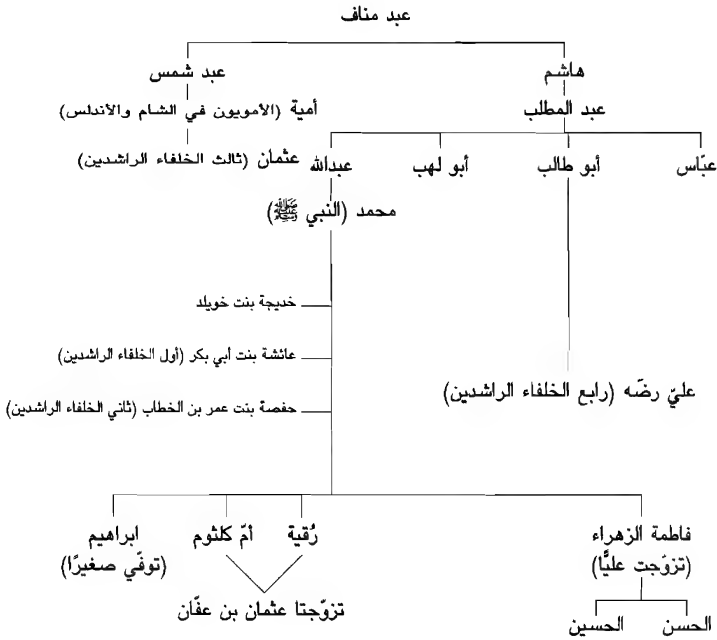 عبد مناف
هاشم
عبد شمس
عبد المطلب
أمية (الأمويون في الشام والأندلس)
عبّاس
أبو طالب
أبو لهب
عبدالله
عثمان (ثالث الخلفاء الراشدين)
محمد (النبي ﷺ)
خديجة بنت خويلد
عائشة بنت أبي بكر (أول الخلفاء الراشدين)
عليّ رضّه (رابع الخلفاء الراشدين)
حفصة بنت عمر بن الخطاب (ثاني الخلفاء الراشدين)
فاطمة الزهراء
(تزوّجت عليًّا)
رُقية
أمّ كلثوم
ابراهيم
(توفّي صغيرًا)
تزوّجتا عثمان بن عفّان
الحسن
الحسين